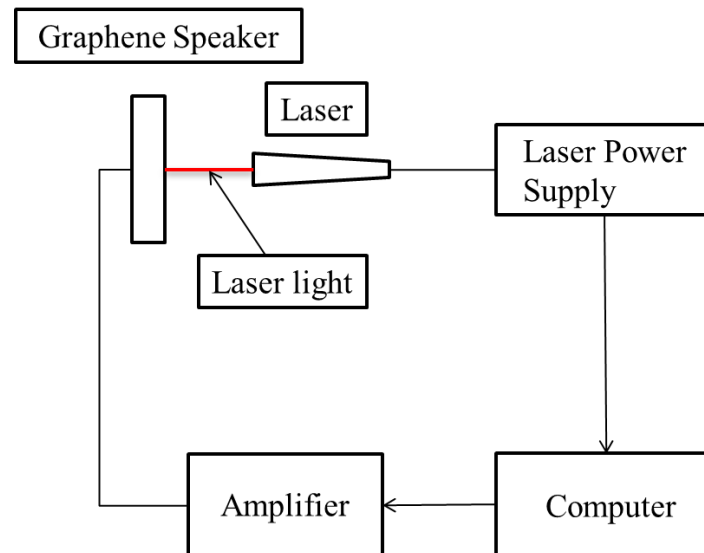 Graphene Speaker
Laser
Laser Power
Supply
Laser light
Amplifier
Computer